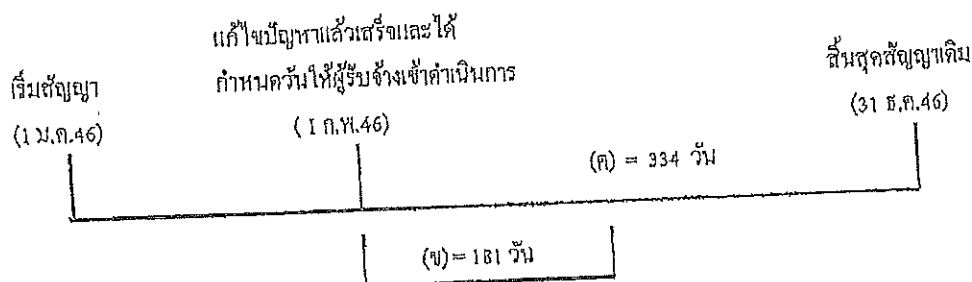 แก้ไขปัญหาแล้วเสร็จและได้
กำหนดวันให้ผู้รับจ้างเข้าดำเนินการ
(1 ก.พ.46)
เริ่มสัญญา
(1 ม.ค.46)
สิ้นสุดสัญญาเดิม
(31 ธ.ค.46)
(ค) = 334 วัน
(ข) = 181 วัน